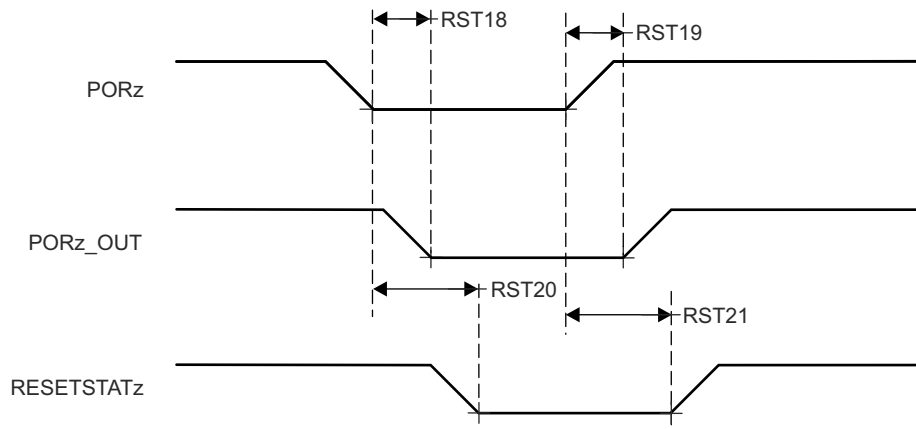 RST18
RST19
PORz
PORz_OUT
RST20
RST21
RESETSTATz